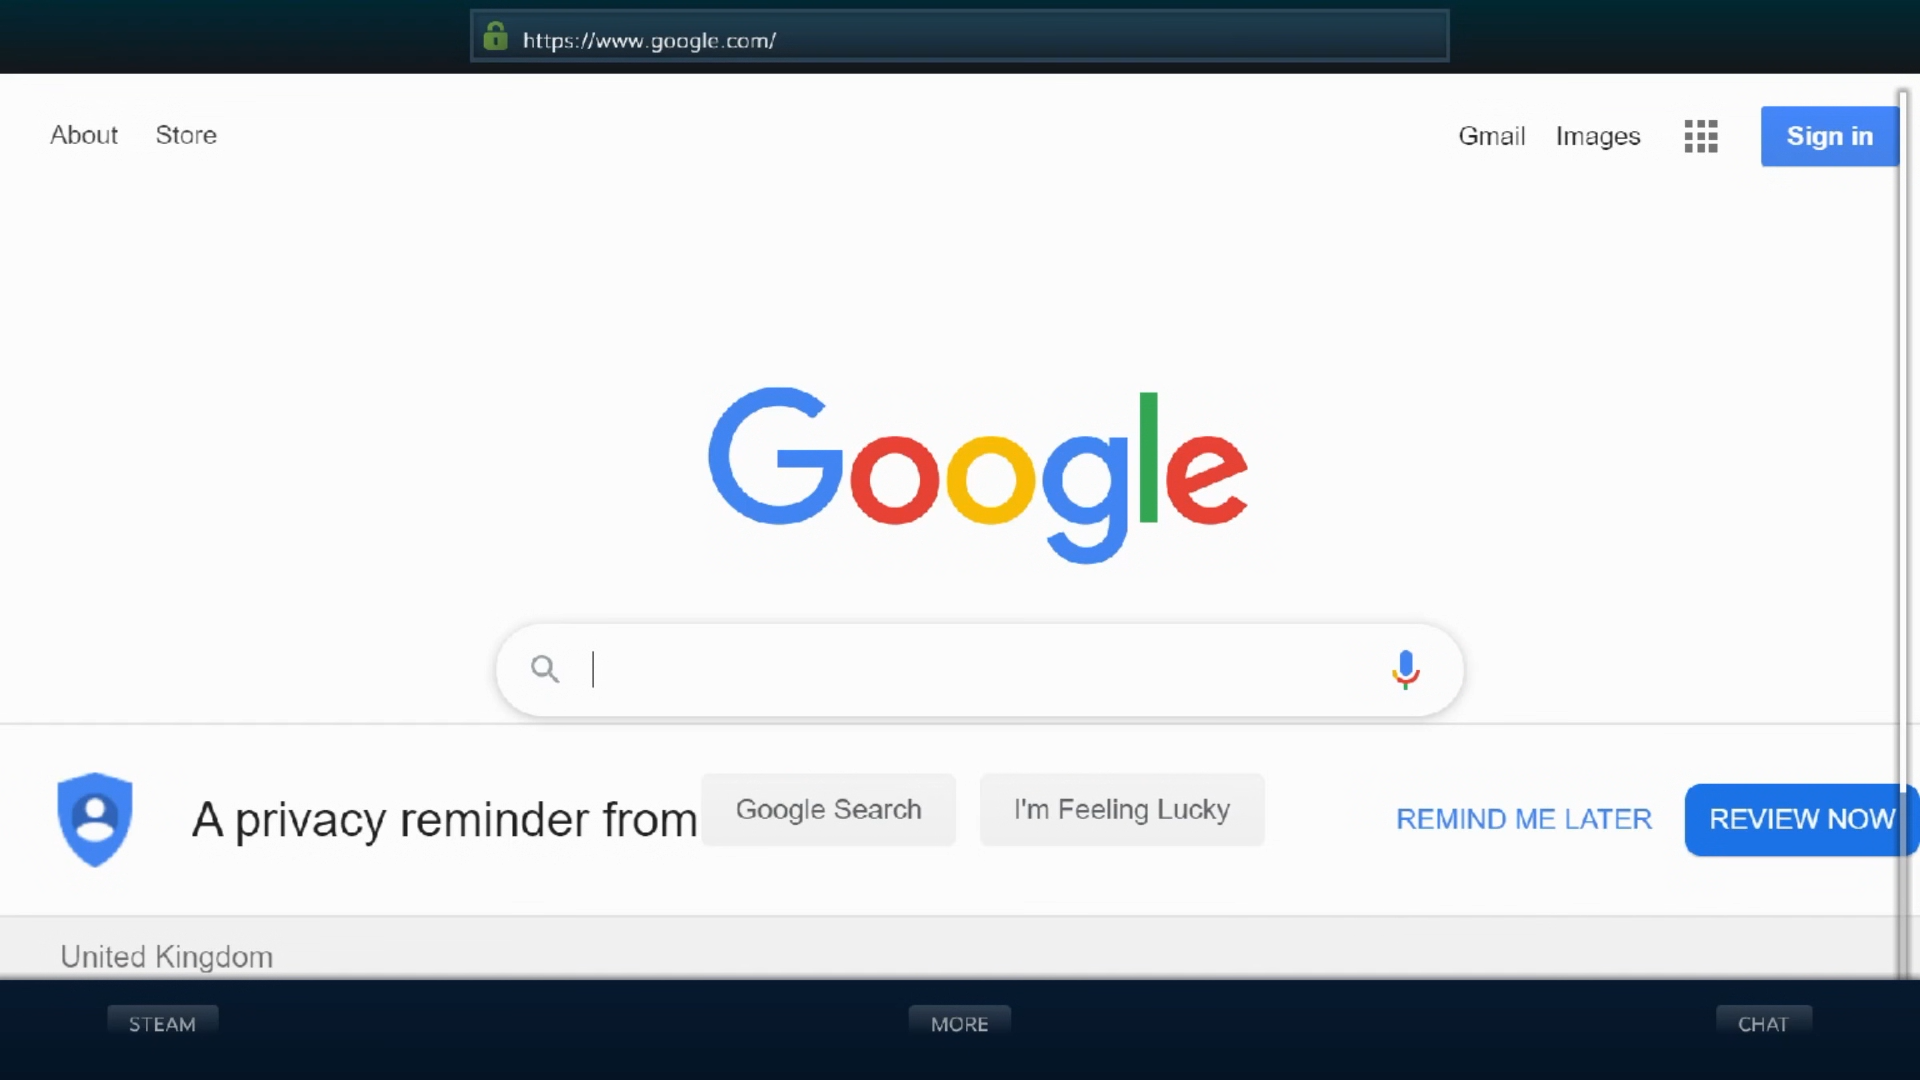 https://www.google.com/
About Store Gmail Images Sign in
Google
A privacy reminder from Google Search I'm Feeling Lucky REMIND ME LATER REVIEW NOW
United Kingdom
STEAM MORE CHAT